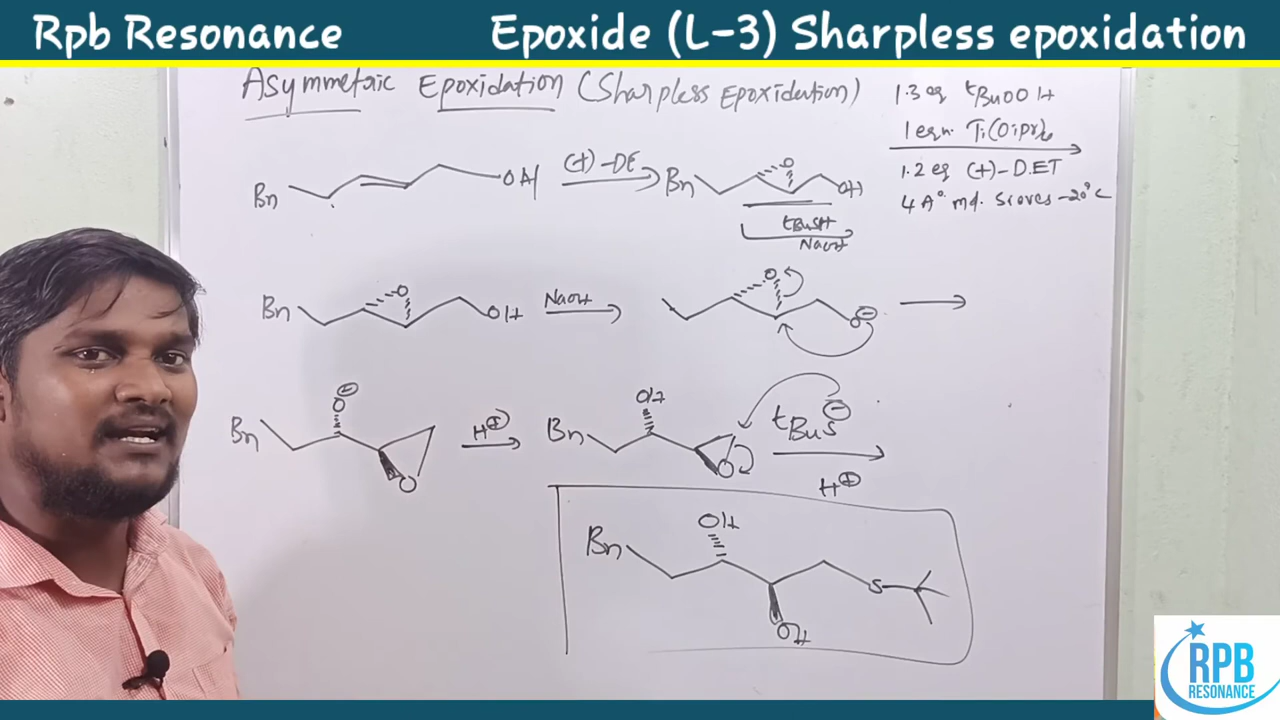 Rpb Resonance
Epoxide (L-3) Sharpless epoxidation
Asymmetric Epoxidation (Sharpless Epoxidation)
1.3 eq tBuOOH
1 eqn. Ti(OiPr)4
1.2 eq (+)-DET
4A° mol. Sieves -20°C
Bn OH (+)-DE Bn O OH
tBuSH
NaOH
Bn O OH NaOH O O⊖
Bn O⊖ O H⊕ Bn OH O tBuS⊖
H⊕
Bn OH S
OH
RPB
RESONANCE